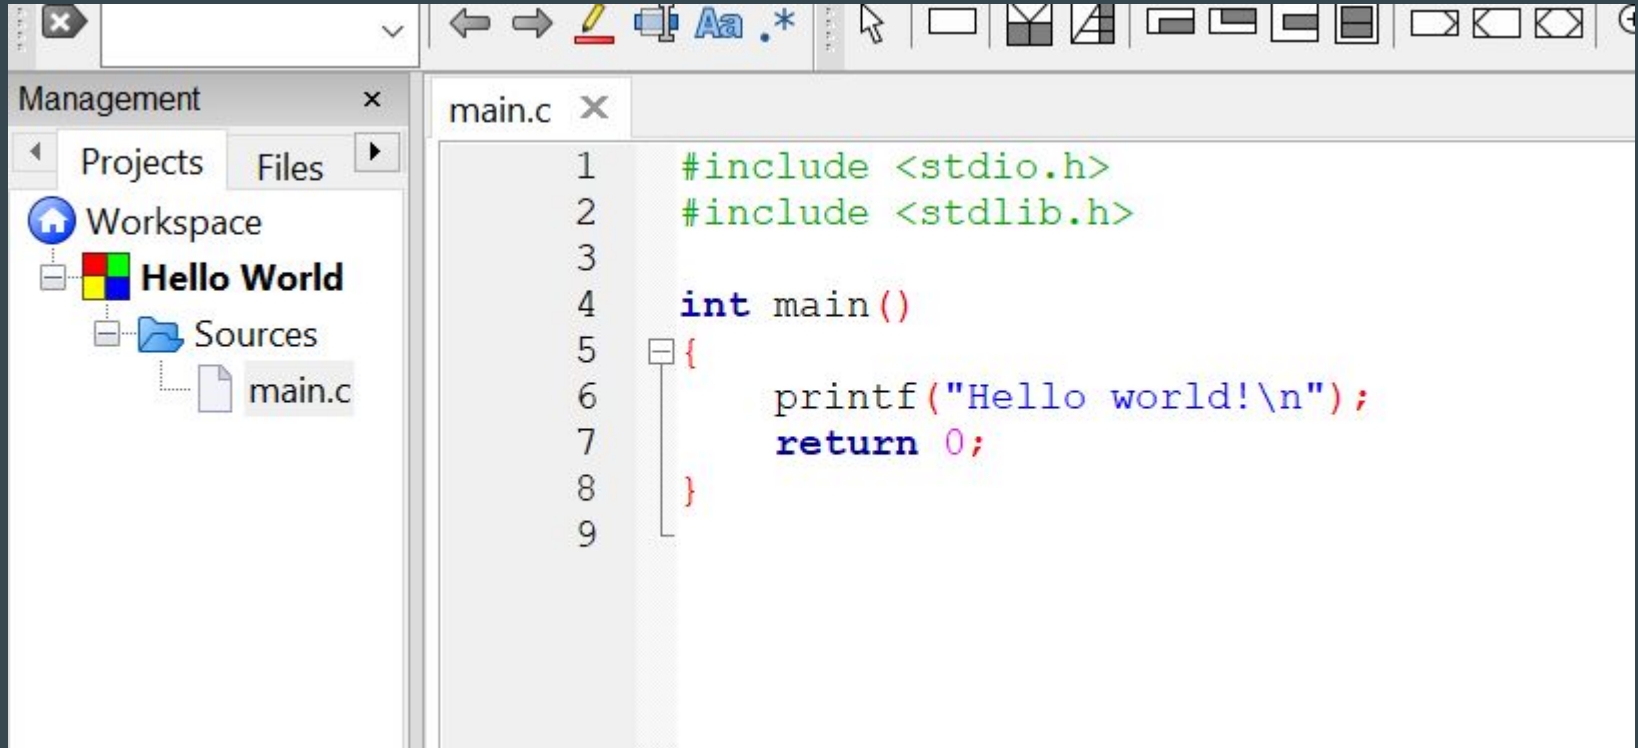 Aa .*
Management ×
Projects Files
Workspace
Hello World
Sources
main.c
main.c
1 #include <stdio.h>
2 #include <stdlib.h>
3
4 int main()
5 {
6     printf("Hello world!\n");
7     return 0;
8 }
9